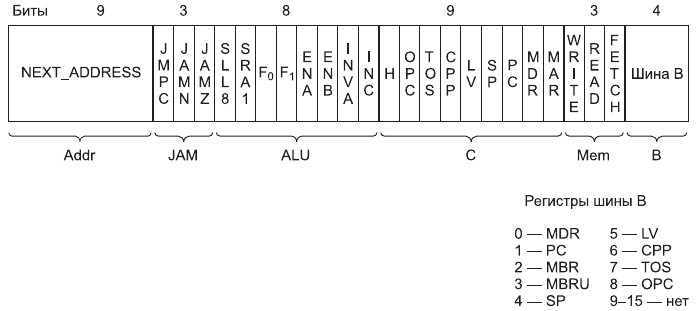 Биты 9 3 8 9 3 4
NEXT_ADDRESS JMPC JAMN JAMZ SLL8 SRA1 F0 F1 ENA ENB INVA INC H OPC TOS CPP LV SP PC MDR MAR WRITE READ FETCH Шина B
Addr JAM ALU C Mem B
Регистры шины B
0 — MDR 5 — LV
1 — PC 6 — CPP
2 — MBR 7 — TOS
3 — MBRU 8 — OPC
4 — SP 9–15 — нет